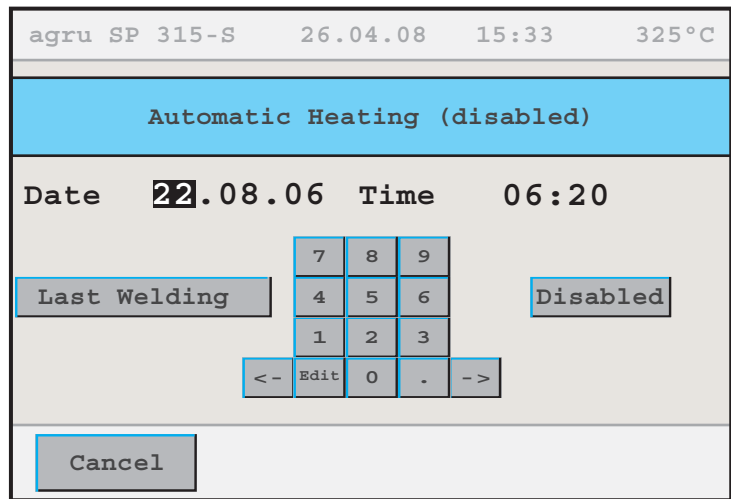 agru SP 315-S 26.04.08 15:33 325°C
Automatic Heating (disabled)
Date 22.08.06 Time 06:20
7 8 9
Last Welding 4 5 6 Disabled
1 2 3
<- Edit 0 . ->
Cancel